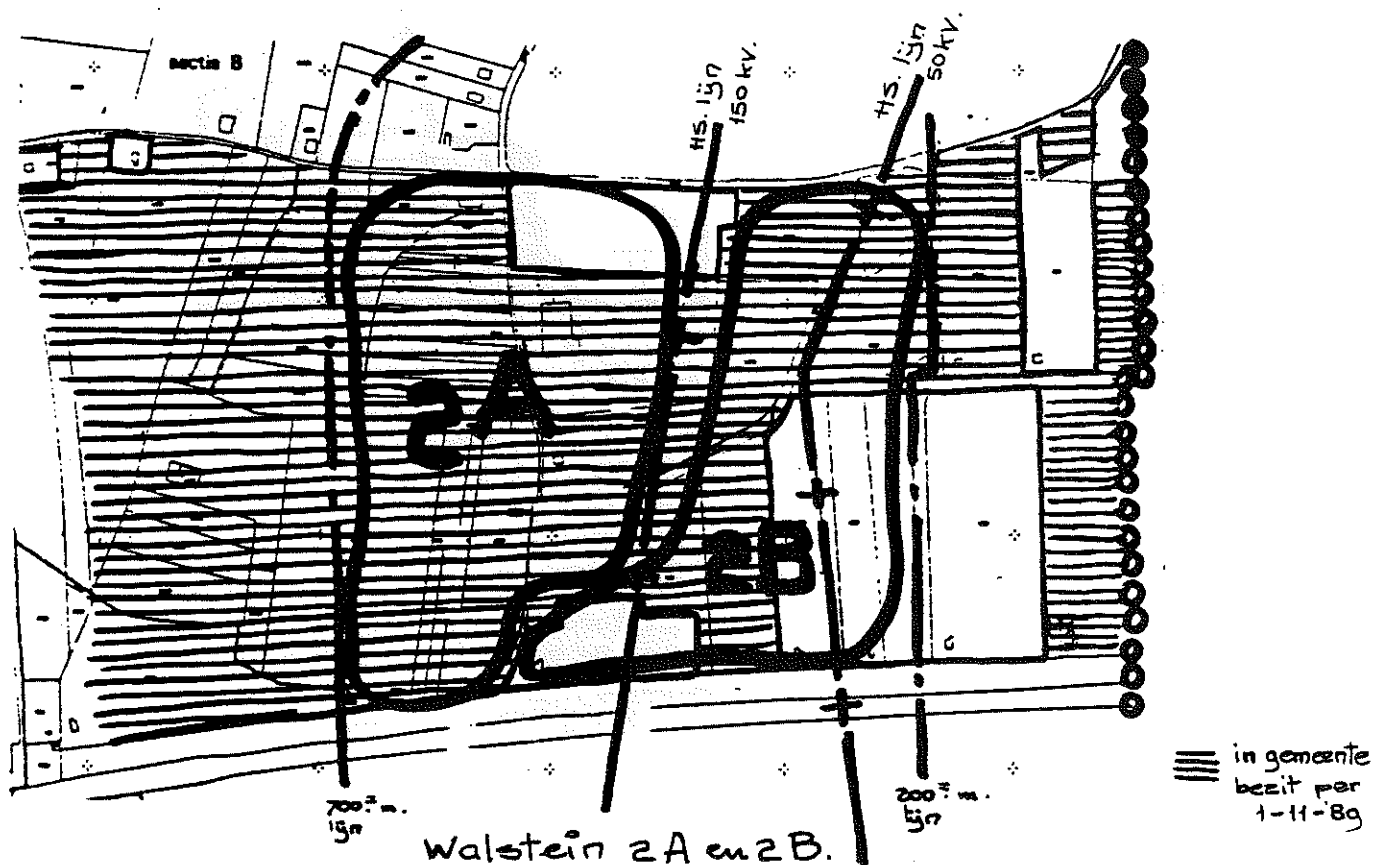 sectie B
HS. lijn
150 kV.
HS. lijn
50 kV.
2A
2B
700 m.
lijn
200 m.
lijn
in gemeente
bezit per
1-11-'89
Walstein 2A en 2B.